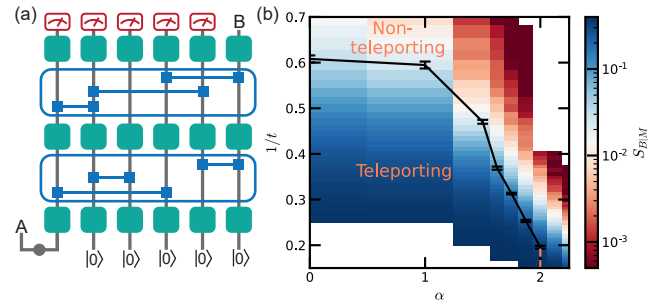 (a)
B
A
|0⟩ |0⟩ |0⟩ |0⟩ |0⟩
(b)
0.7
0.6
0.5
0.4
0.3
0.2
1/t
0
1
2
α
Non-
teleporting
Teleporting
10⁻¹
10⁻²
10⁻³
S_{B|M}